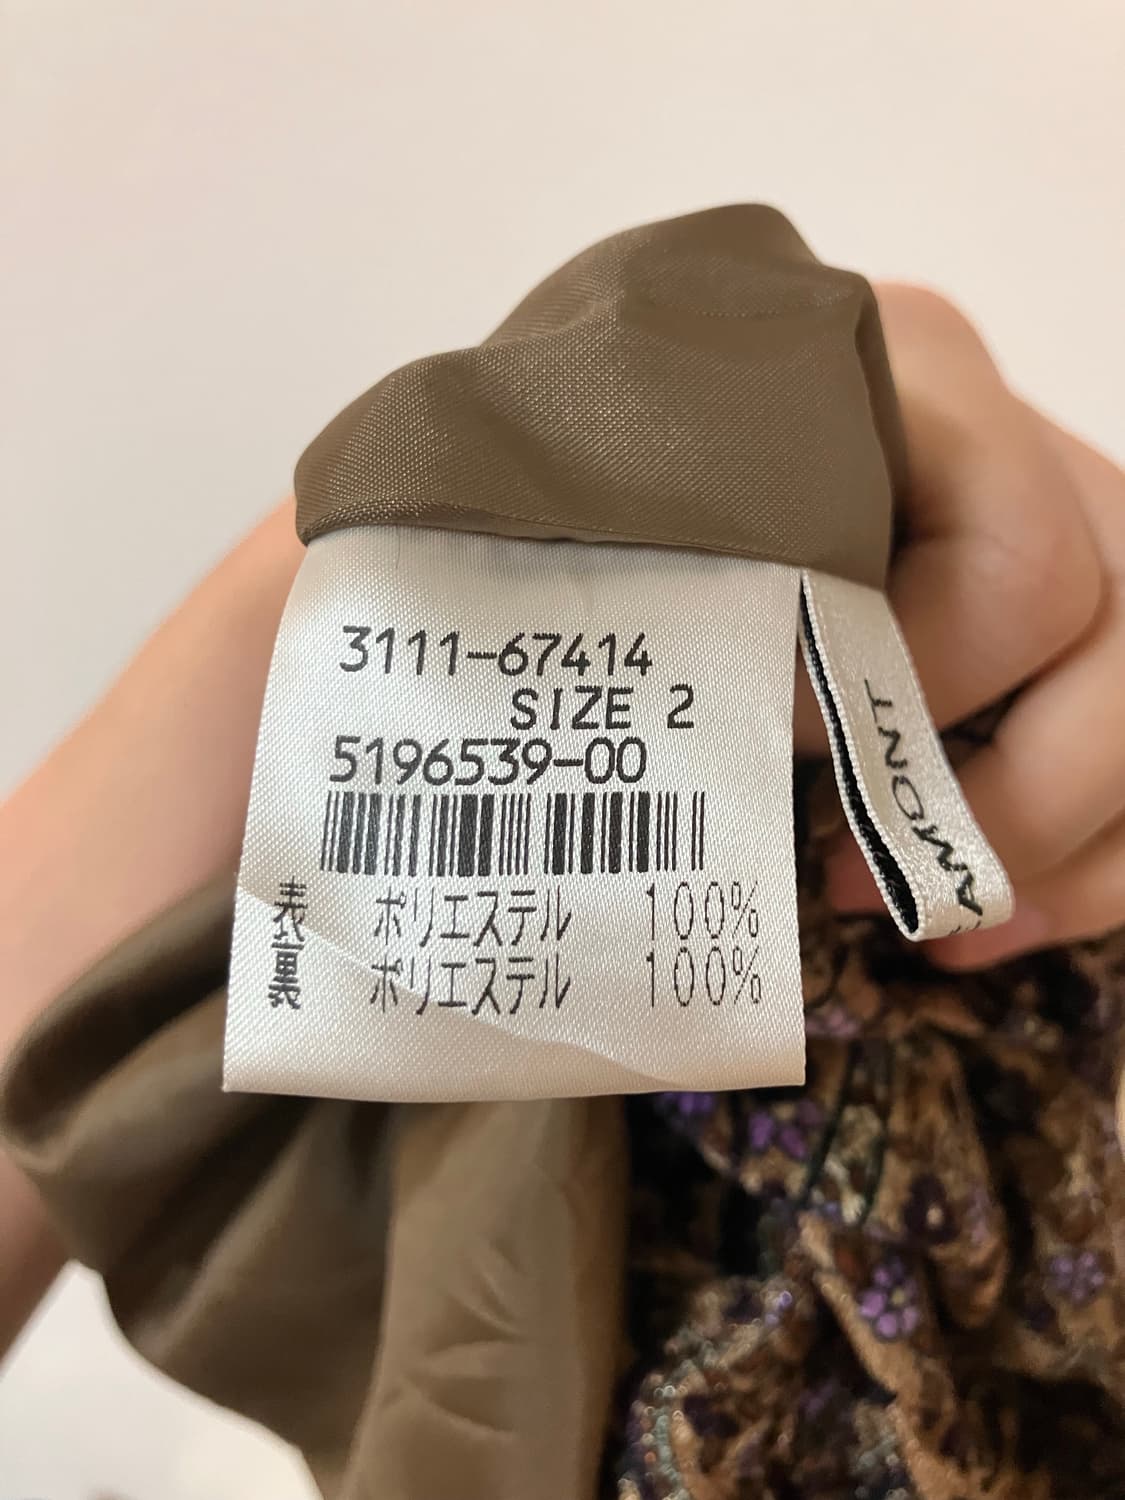 3111-67414
SIZE 2
5196539-00
表 ポリエステル 100%
裏 ポリエステル 100%
AMONT